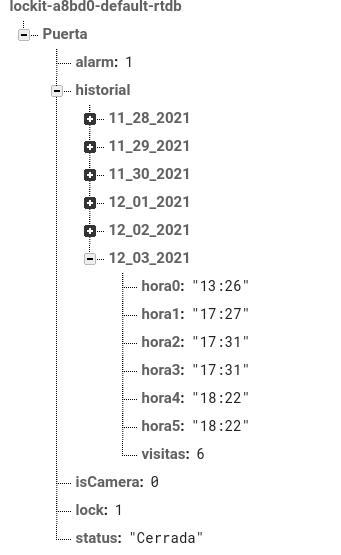 lockit-a8bd0-default-rtdb
Puerta
alarm: 1
historial
11_28_2021
11_29_2021
11_30_2021
12_01_2021
12_02_2021
12_03_2021
hora0: "13:26"
hora1: "17:27"
hora2: "17:31"
hora3: "17:31"
hora4: "18:22"
hora5: "18:22"
visitas: 6
isCamera: 0
lock: 1
status: "Cerrada"